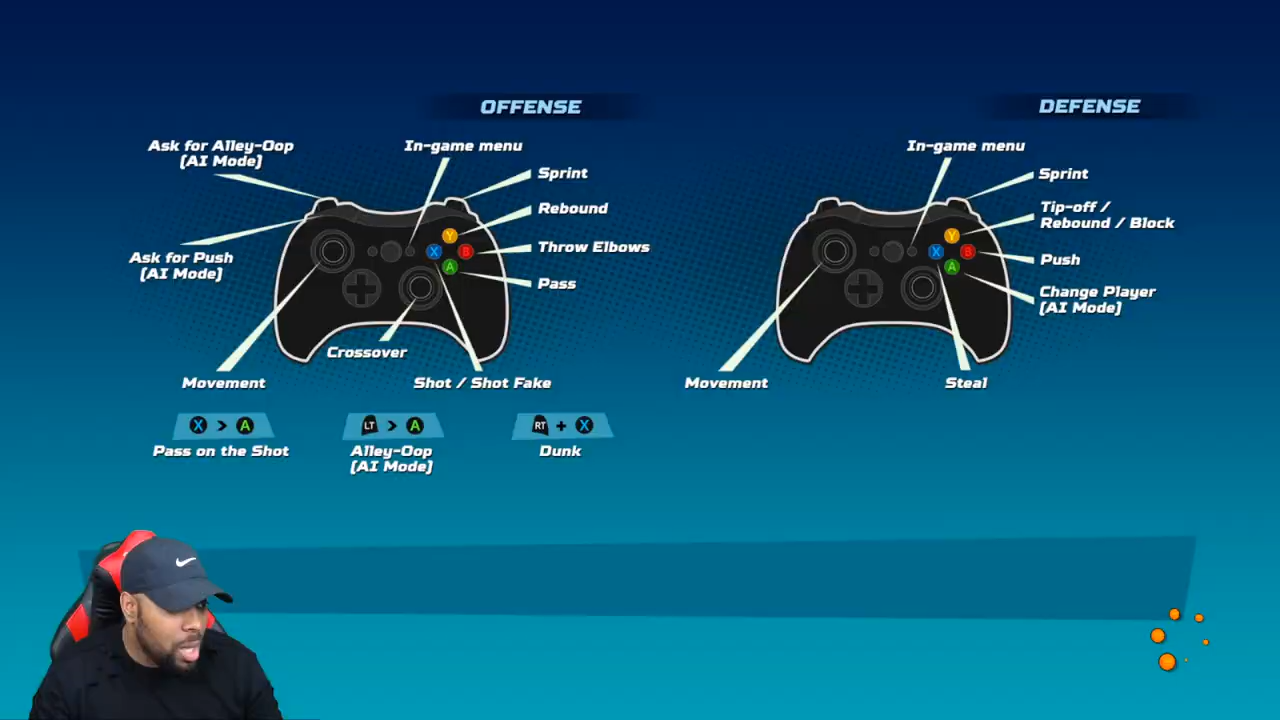 OFFENSE
Ask for Alley-Oop
[AI Mode]
In-game menu
Sprint
Rebound
Throw Elbows
Pass
Ask for Push
[AI Mode]
Y
X
B
A
Crossover
Movement
Shot / Shot Fake
X > A
Pass on the Shot
LT > A
Alley-Oop
[AI Mode]
RT + X
Dunk
DEFENSE
In-game menu
Sprint
Tip-off /
Rebound / Block
Push
Change Player
[AI Mode]
Y
X
B
A
Movement
Steal